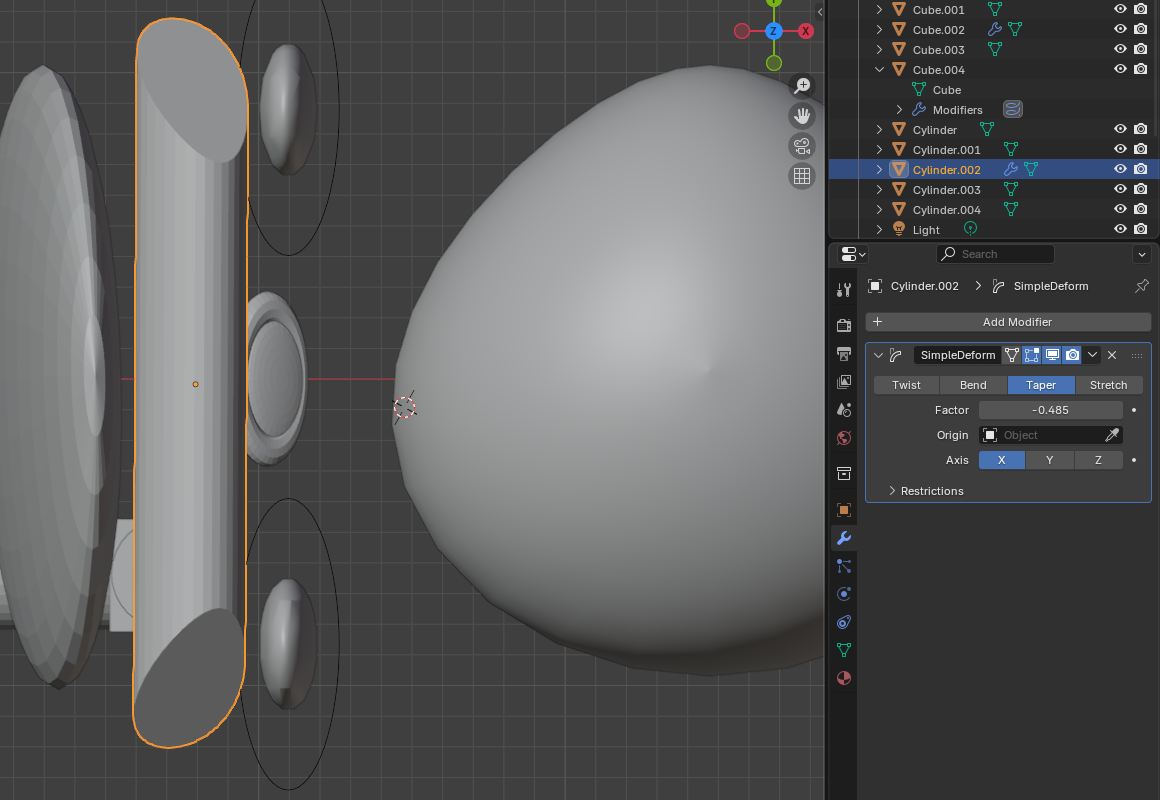 Y
Z X
Cube.001
Cube.002
Cube.003
Cube.004
Cube
Modifiers
Cylinder
Cylinder.001
Cylinder.002
Cylinder.003
Cylinder.004
Light
Search
Cylinder.002 SimpleDeform
Add Modifier
SimpleDeform
Twist Bend Taper Stretch
Factor -0.485
Origin Object
Axis X Y Z
Restrictions